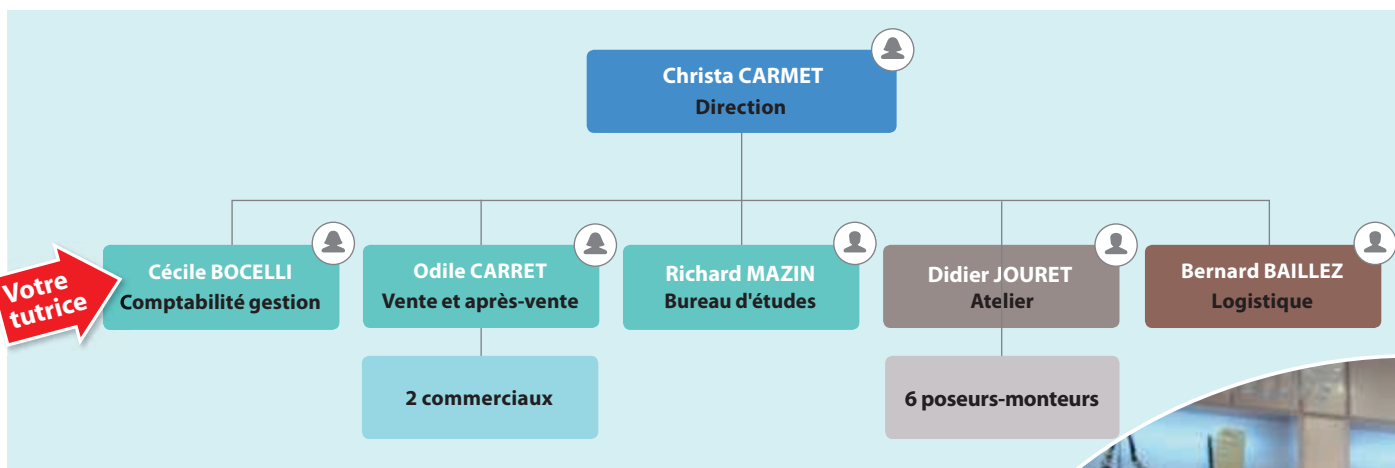 Christa CARMET
Direction
Votre
tutrice
Cécile BOCELLI
Comptabilité gestion
Odile CARRET
Vente et après-vente
Richard MAZIN
Bureau d'études
Didier JOURET
Atelier
Bernard BAILLEZ
Logistique
2 commerciaux
6 poseurs-monteurs